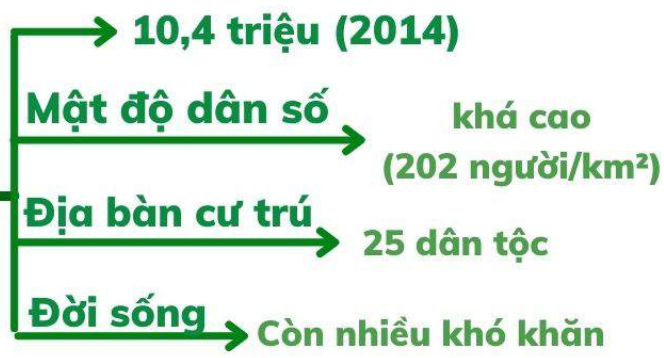 10,4 triệu (2014)
Mật độ dân số
khá cao
(202 người/km²)
Địa bàn cư trú
25 dân tộc
Đời sống
Còn nhiều khó khăn